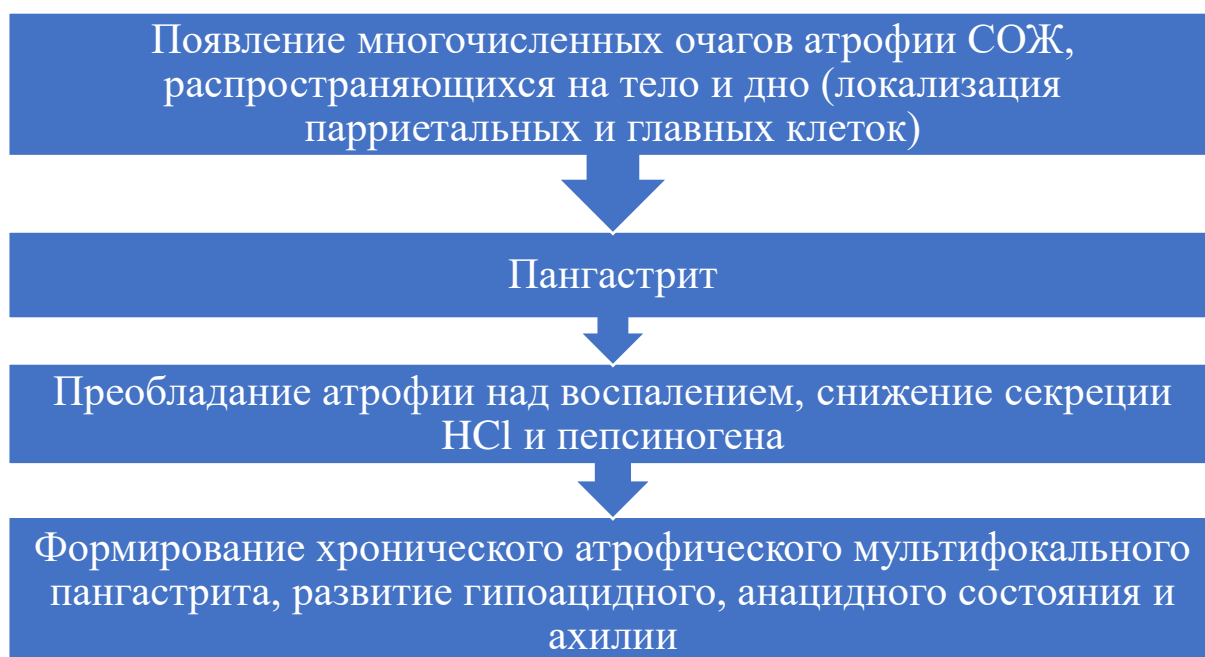 Появление многочисленных очагов атрофии СОЖ,
распространяющихся на тело и дно (локализация
парриетальных и главных клеток)
Пангастрит
Преобладание атрофии над воспалением, снижение секреции
HCl и пепсиногена
Формирование хронического атрофического мультифокального
пангастрита, развитие гипоацидного, анацидного состояния и
ахилии